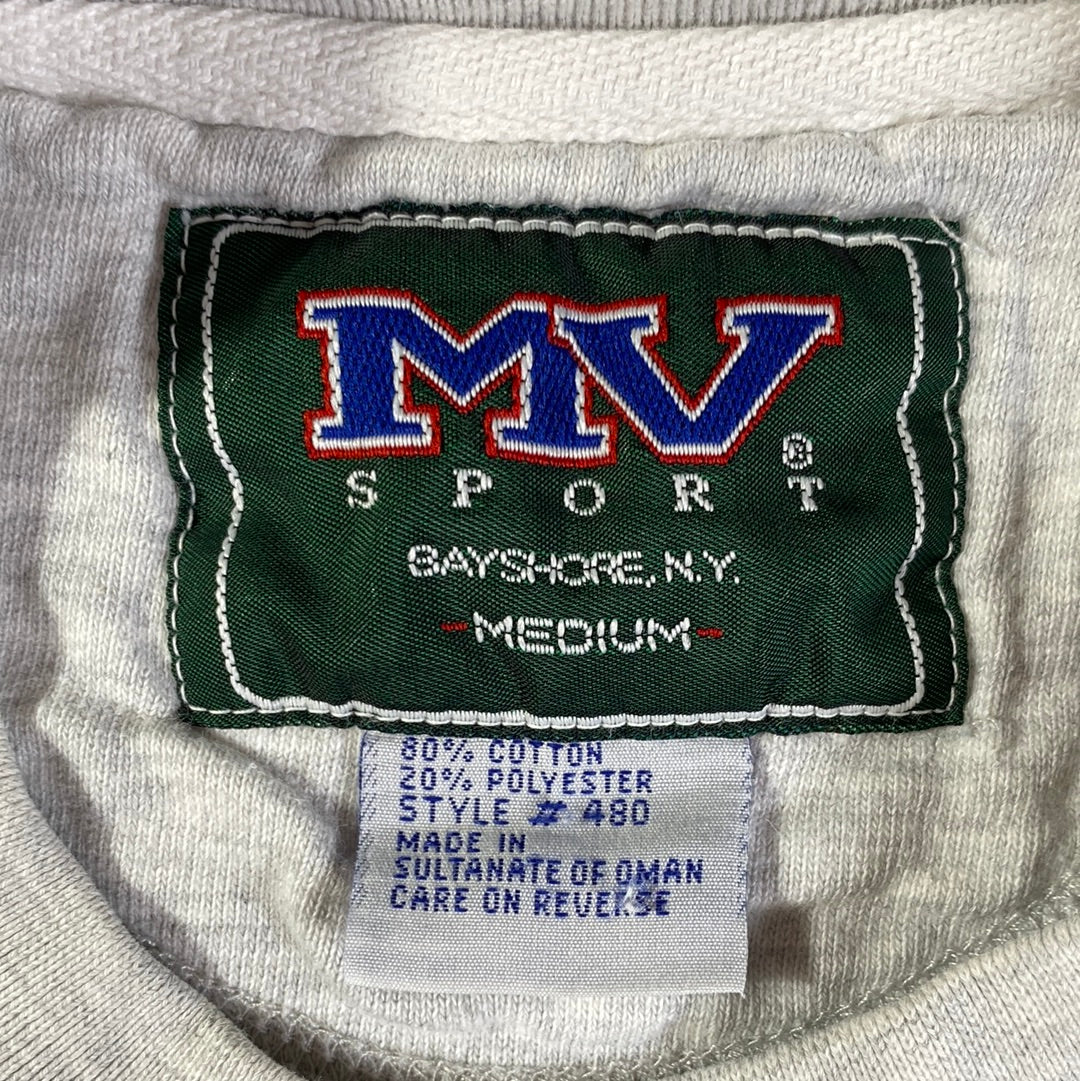 MV
®
SPORT
BAYSHORE, N.Y.
-MEDIUM-
80% COTTON
20% POLYESTER
STYLE # 480
MADE IN
SULTANATE OF OMAN
CARE ON REVERSE